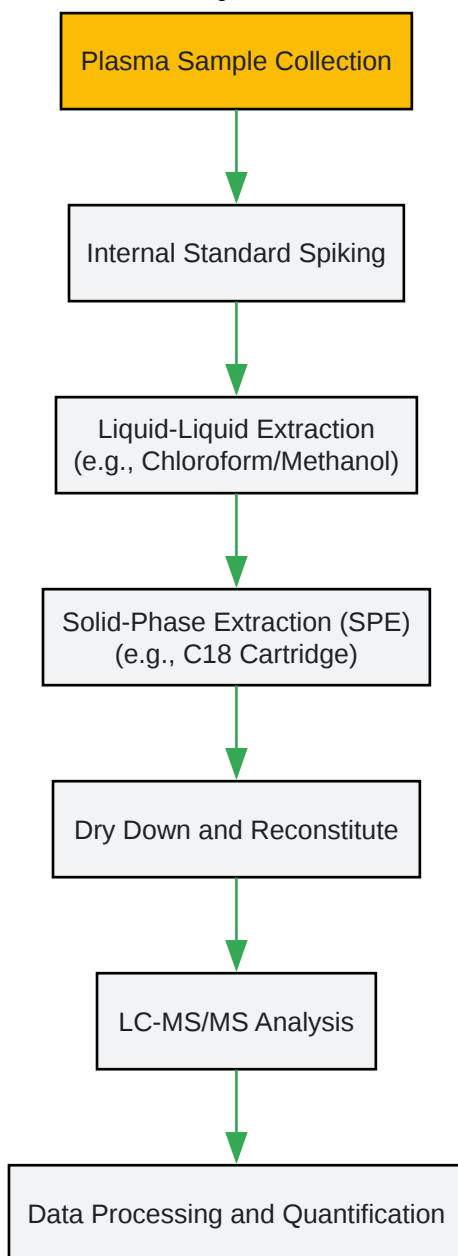 Plasma Sample Collection
Internal Standard Spiking
Liquid-Liquid Extraction
(e.g., Chloroform/Methanol)
Solid-Phase Extraction (SPE)
(e.g., C18 Cartridge)
Dry Down and Reconstitute
LC-MS/MS Analysis
Data Processing and Quantification